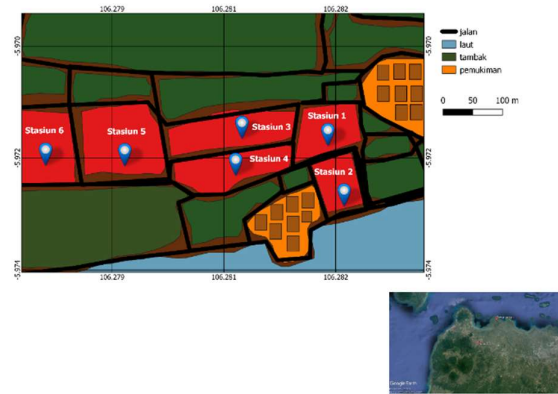 106.279 106.281 106.282
-5.970
-5.972
-5.974
jalan
laut
tambak
pemukiman
0 50 100 m
Stasiun 1
Stasiun 3
Stasiun 5
Stasiun 6
Stasiun 4
Stasiun 2
-5.970
-5.972
-5.974
106.279 106.281 106.282
Google Earth